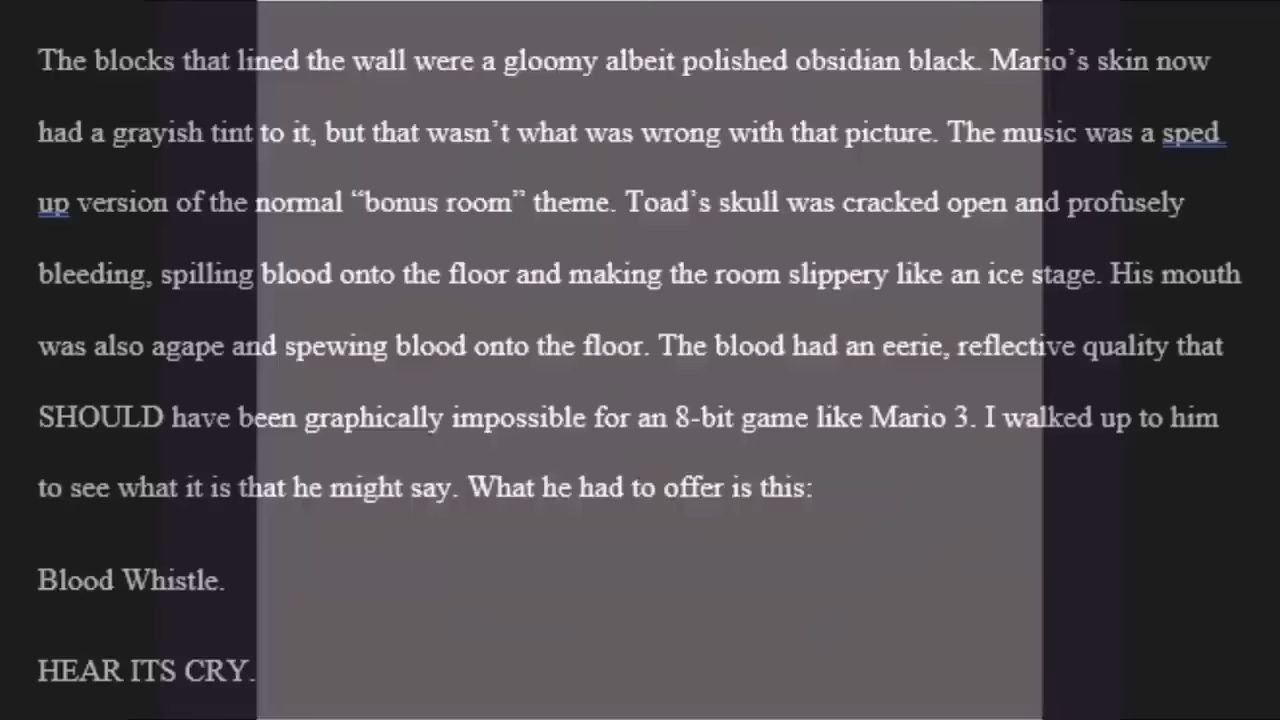 The blocks that lined the wall were a gloomy albeit polished obsidian black. Mario’s skin now
had a grayish tint to it, but that wasn’t what was wrong with that picture. The music was a sped
up version of the normal “bonus room” theme. Toad’s skull was cracked open and profusely
bleeding, spilling blood onto the floor and making the room slippery like an ice stage. His mouth
was also agape and spewing blood onto the floor. The blood had an eerie, reflective quality that
SHOULD have been graphically impossible for an 8-bit game like Mario 3. I walked up to him
to see what it is that he might say. What he had to offer is this:
Blood Whistle.
HEAR ITS CRY.